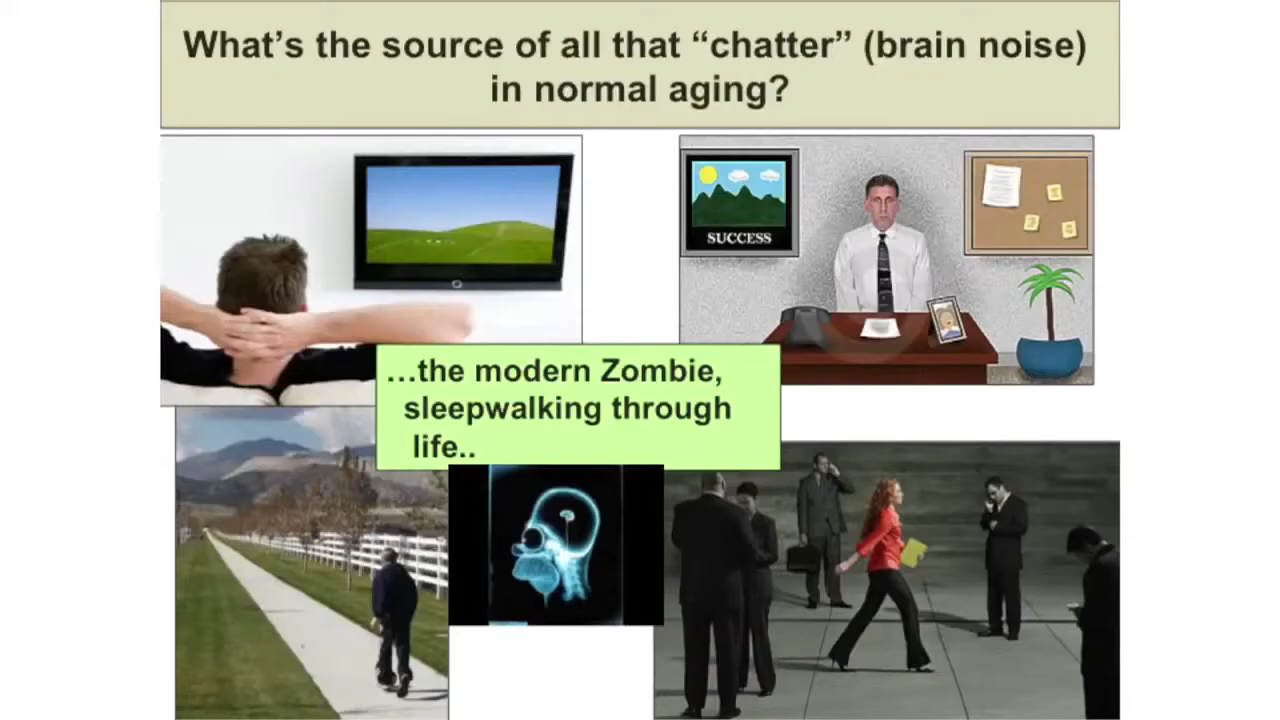 What’s the source of all that “chatter” (brain noise)
in normal aging?
SUCCESS
…the modern Zombie,
sleepwalking through
life..